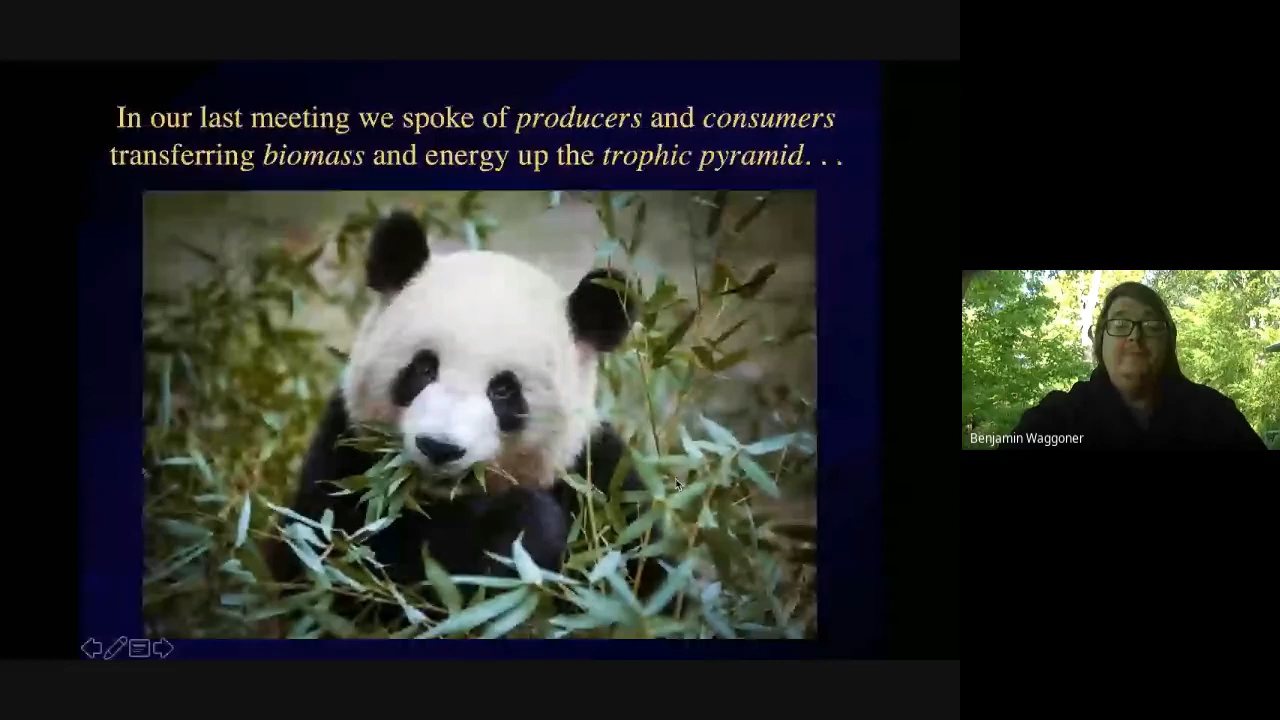 In our last meeting we spoke of producers and consumers
transferring biomass and energy up the trophic pyramid. . .
Benjamin Waggoner